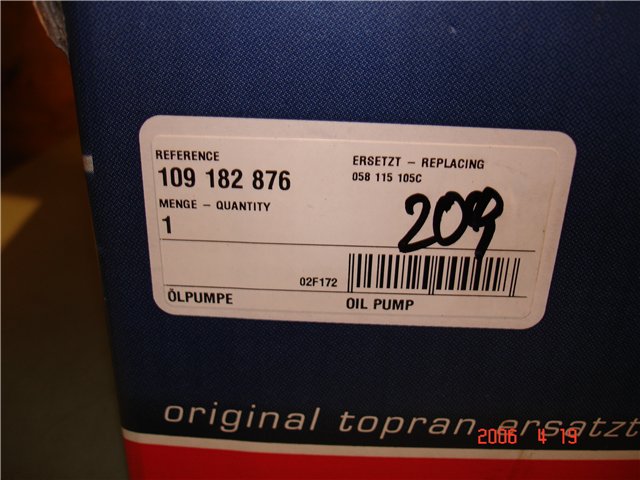 REFERENCE
109 182 876
ERSETZT - REPLACING
058 115 105C
MENGE - QUANTITY
1
209
02F172
ÖLPUMPE
OIL PUMP
original topran ersatzt
2006 4 19